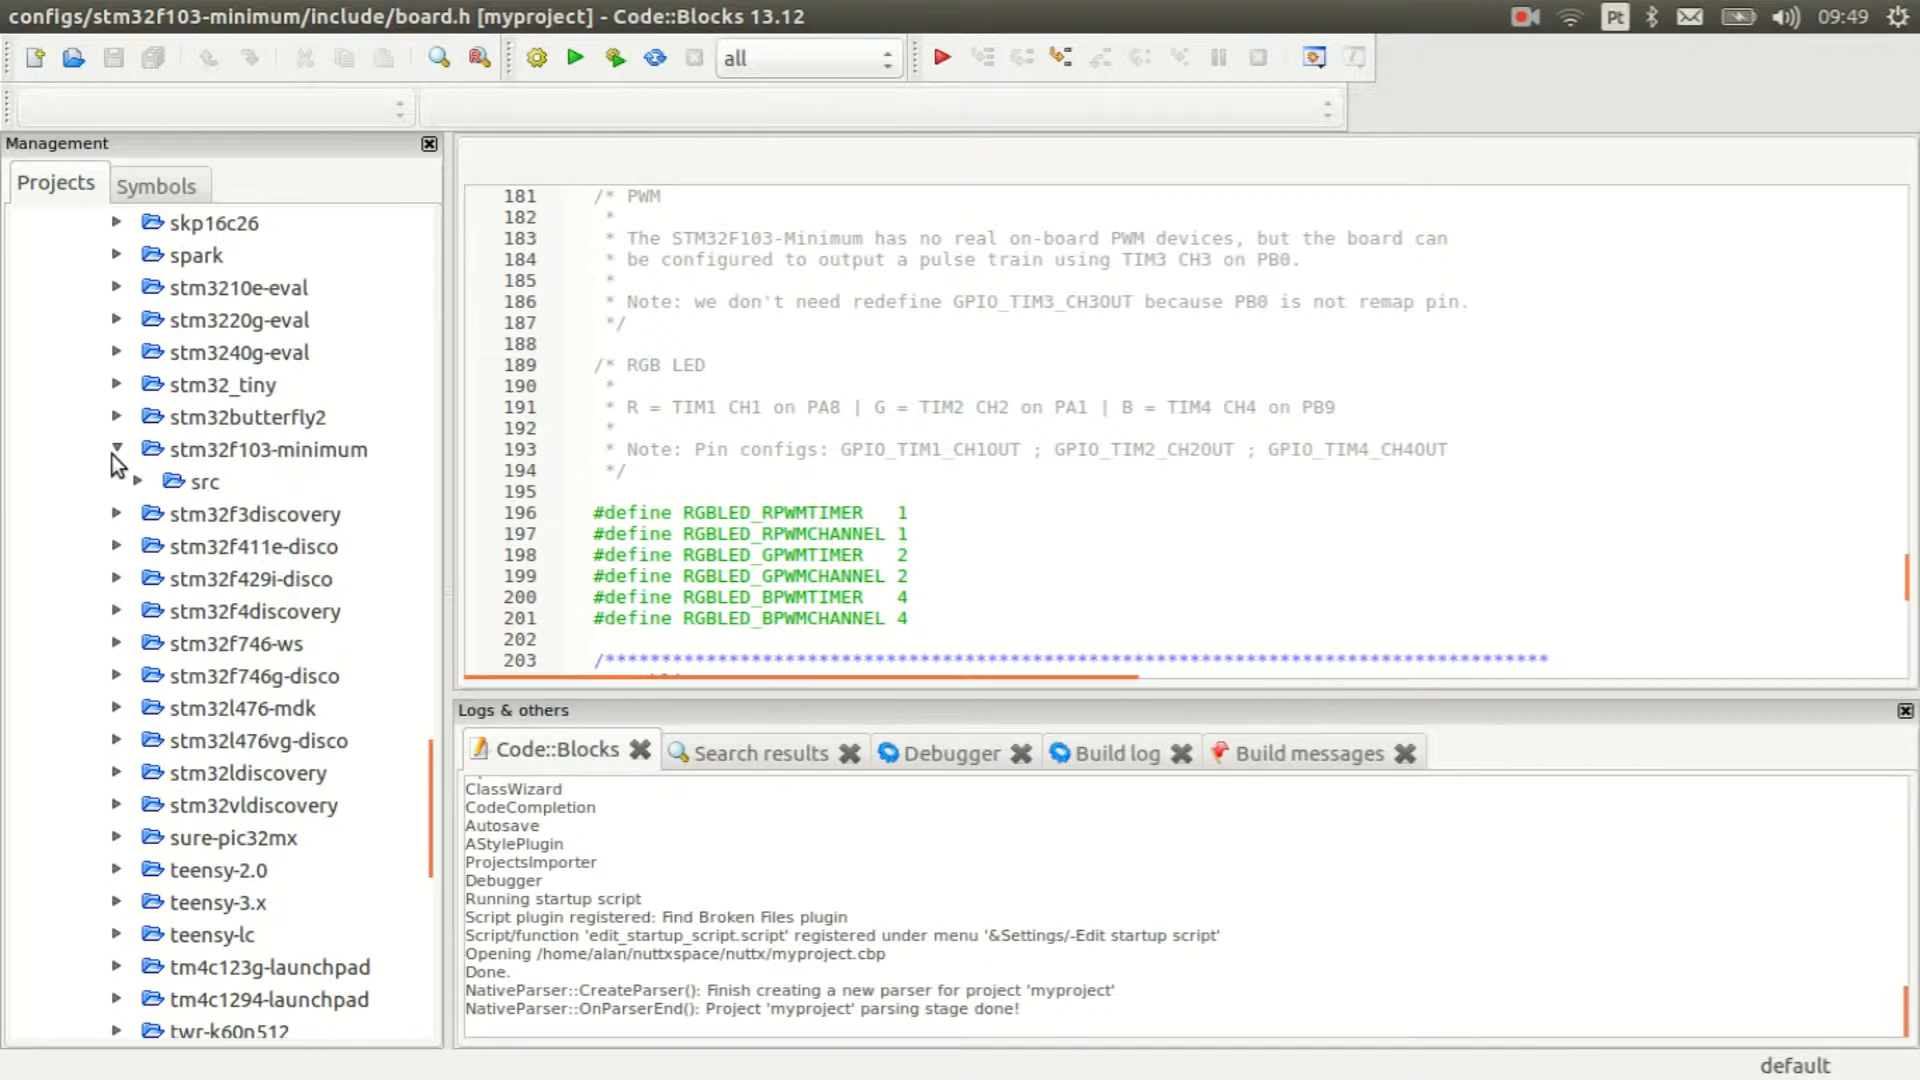 configs/stm32f103-minimum/include/board.h [myproject] - Code::Blocks 13.12
Pt
09:49
all
Management
Projects
Symbols
skp16c26
spark
stm3210e-eval
stm3220g-eval
stm3240g-eval
stm32_tiny
stm32butterfly2
stm32f103-minimum
src
stm32f3discovery
stm32f411e-disco
stm32f429i-disco
stm32f4discovery
stm32f746-ws
stm32f746g-disco
stm32l476-mdk
stm32l476vg-disco
stm32ldiscovery
stm32vldiscovery
sure-pic32mx
teensy-2.0
teensy-3.x
teensy-lc
tm4c123g-launchpad
tm4c1294-launchpad
twr-k60n512
181 /* PWM
182 *
183 * The STM32F103-Minimum has no real on-board PWM devices, but the board can
184 * be configured to output a pulse train using TIM3 CH3 on PB0.
185 *
186 * Note: we don't need redefine GPIO_TIM3_CH3OUT because PB0 is not remap pin.
187 */
188
189 /* RGB LED
190 *
191 * R = TIM1 CH1 on PA8 | G = TIM2 CH2 on PA1 | B = TIM4 CH4 on PB9
192 *
193 * Note: Pin configs: GPIO_TIM1_CH1OUT ; GPIO_TIM2_CH2OUT ; GPIO_TIM4_CH4OUT
194 */
195
196 #define RGBLED_RPWMTIMER 1
197 #define RGBLED_RPWMCHANNEL 1
198 #define RGBLED_GPWMTIMER 2
199 #define RGBLED_GPWMCHANNEL 2
200 #define RGBLED_BPWMTIMER 4
201 #define RGBLED_BPWMCHANNEL 4
202
203 /************************************************************************************
Logs & others
Code::Blocks
Search results
Debugger
Build log
Build messages
ClassWizard
CodeCompletion
Autosave
AStylePlugin
ProjectsImporter
Debugger
Running startup script
Script plugin registered: Find Broken Files plugin
Script/function 'edit_startup_script.script' registered under menu '&Settings/-Edit startup script'
Opening /home/alan/nuttxspace/nuttx/myproject.cbp
Done.
NativeParser::CreateParser(): Finish creating a new parser for project 'myproject'
NativeParser::OnParserEnd(): Project 'myproject' parsing stage done!
default